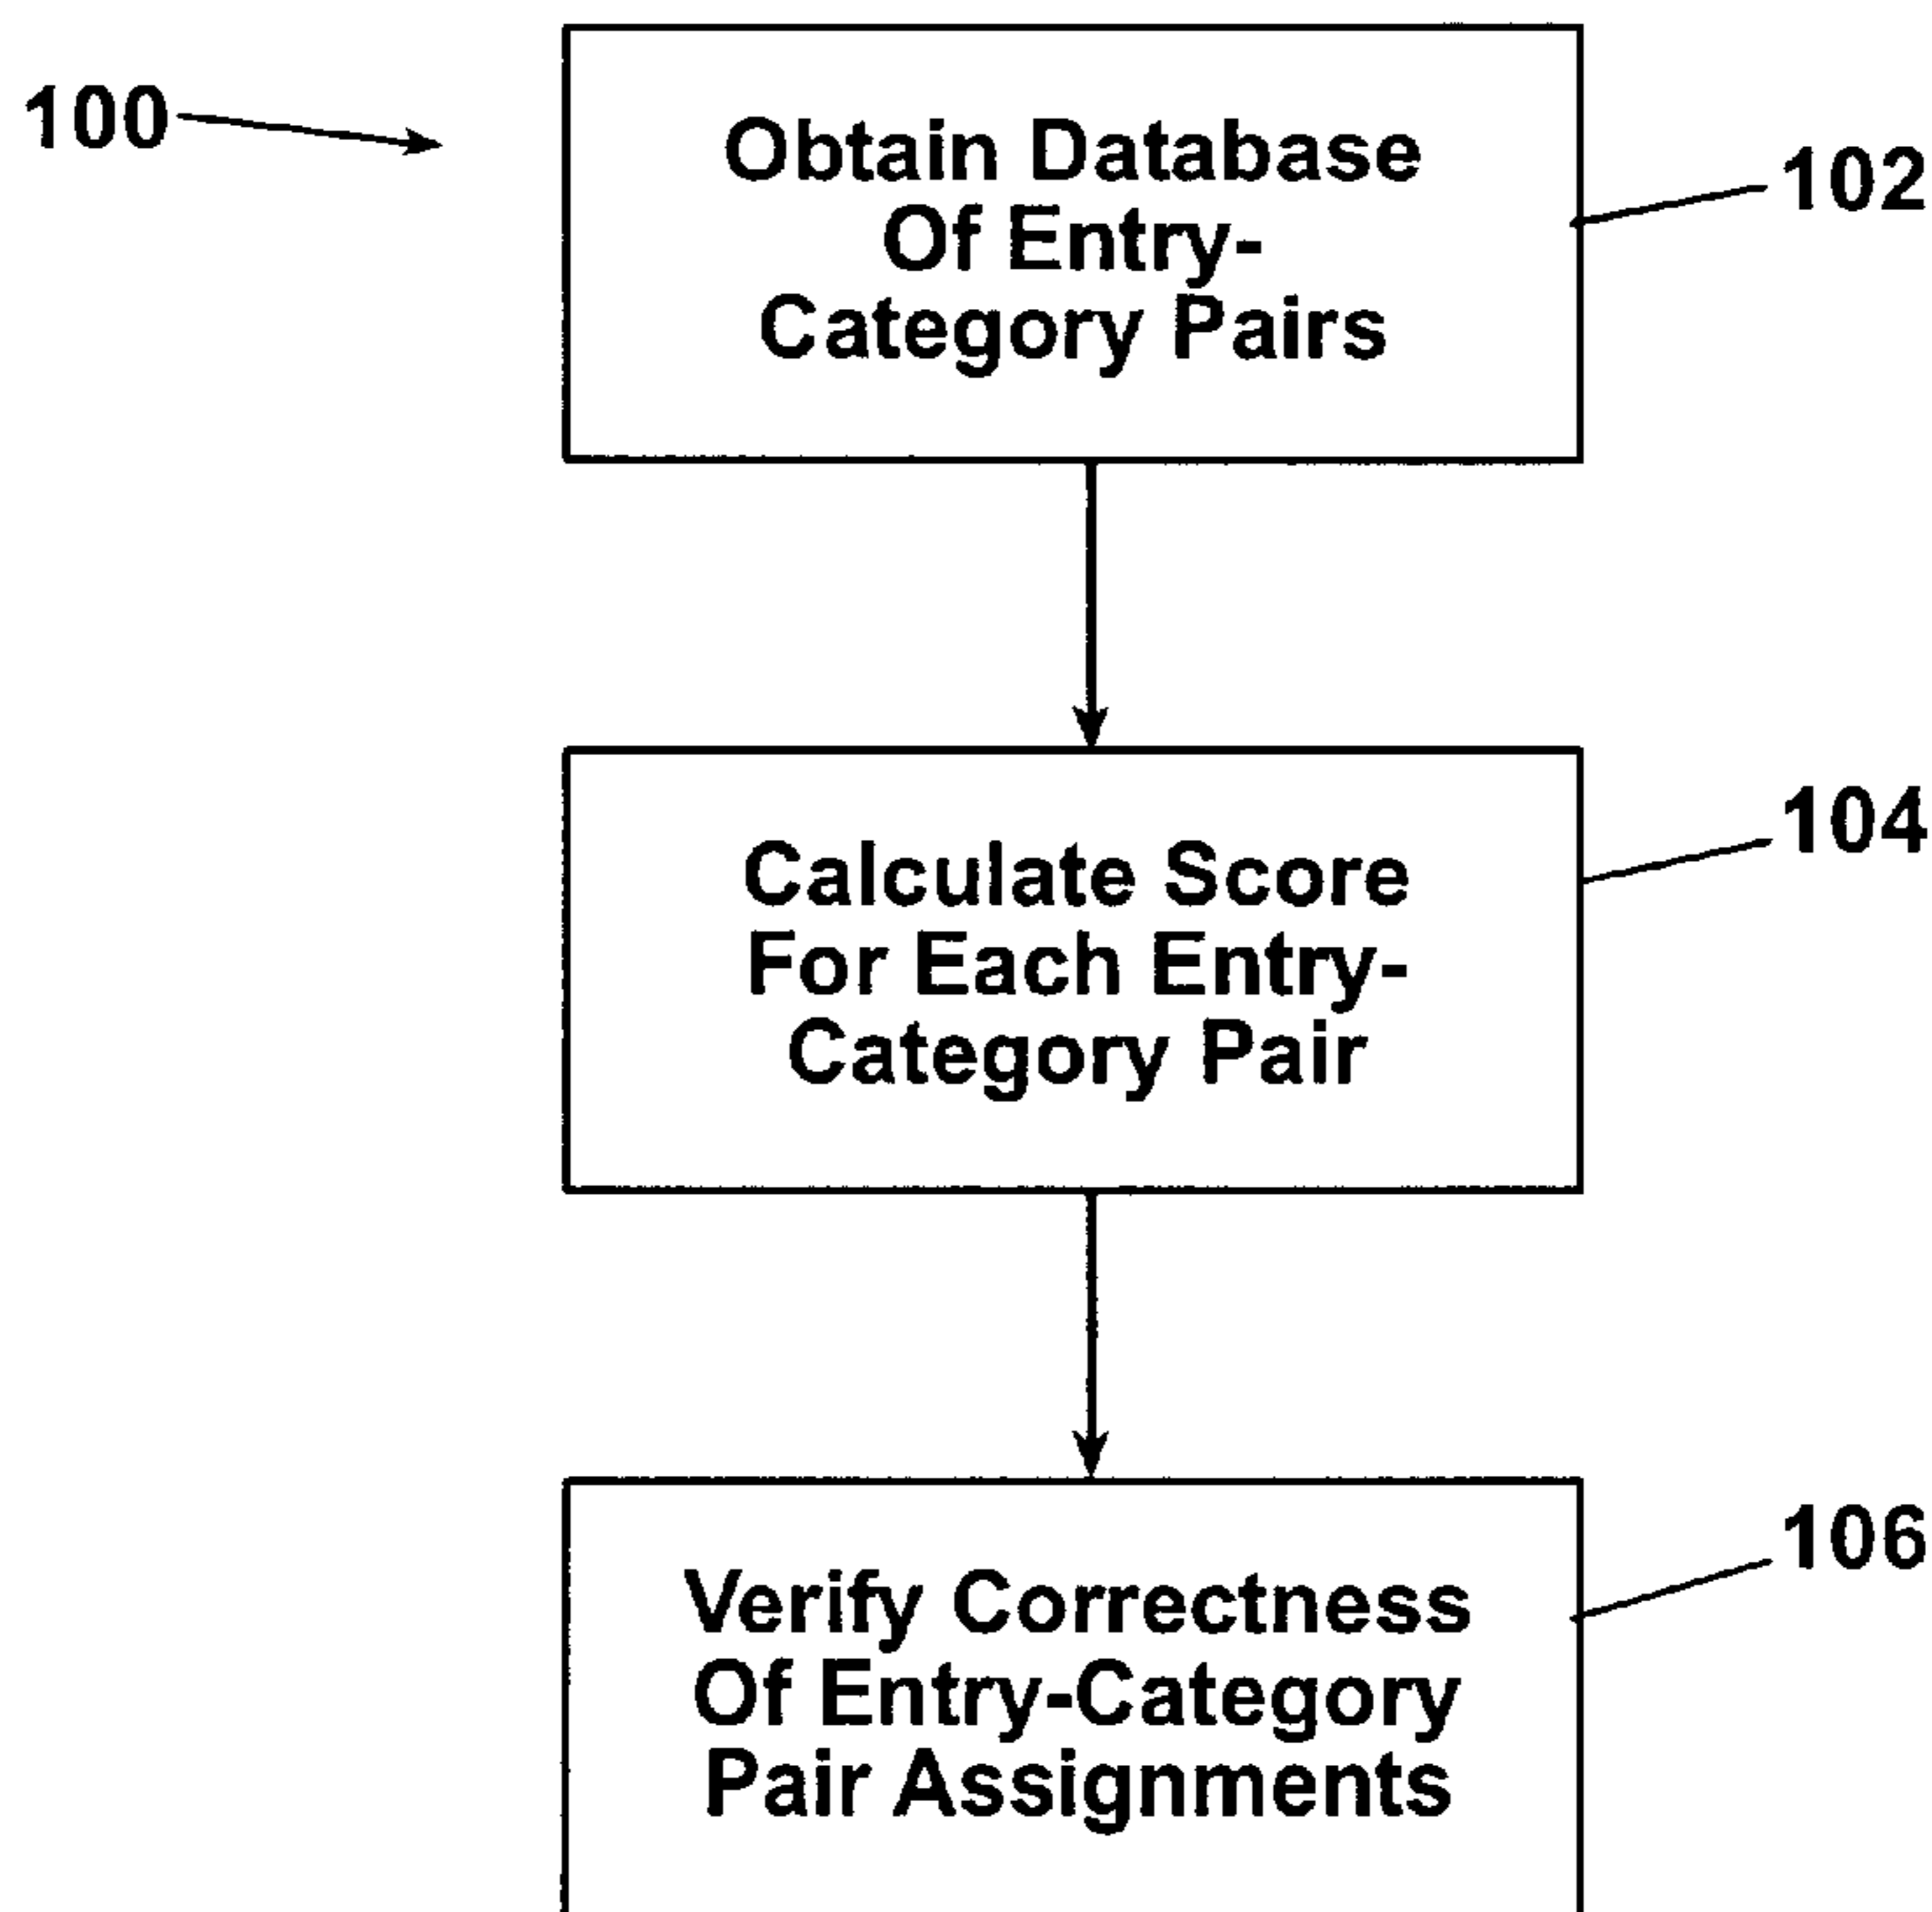 100
Obtain Database
Of Entry-
Category Pairs
102
Calculate Score
For Each Entry-
Category Pair
104
Verify Correctness
Of Entry-Category
Pair Assignments
106